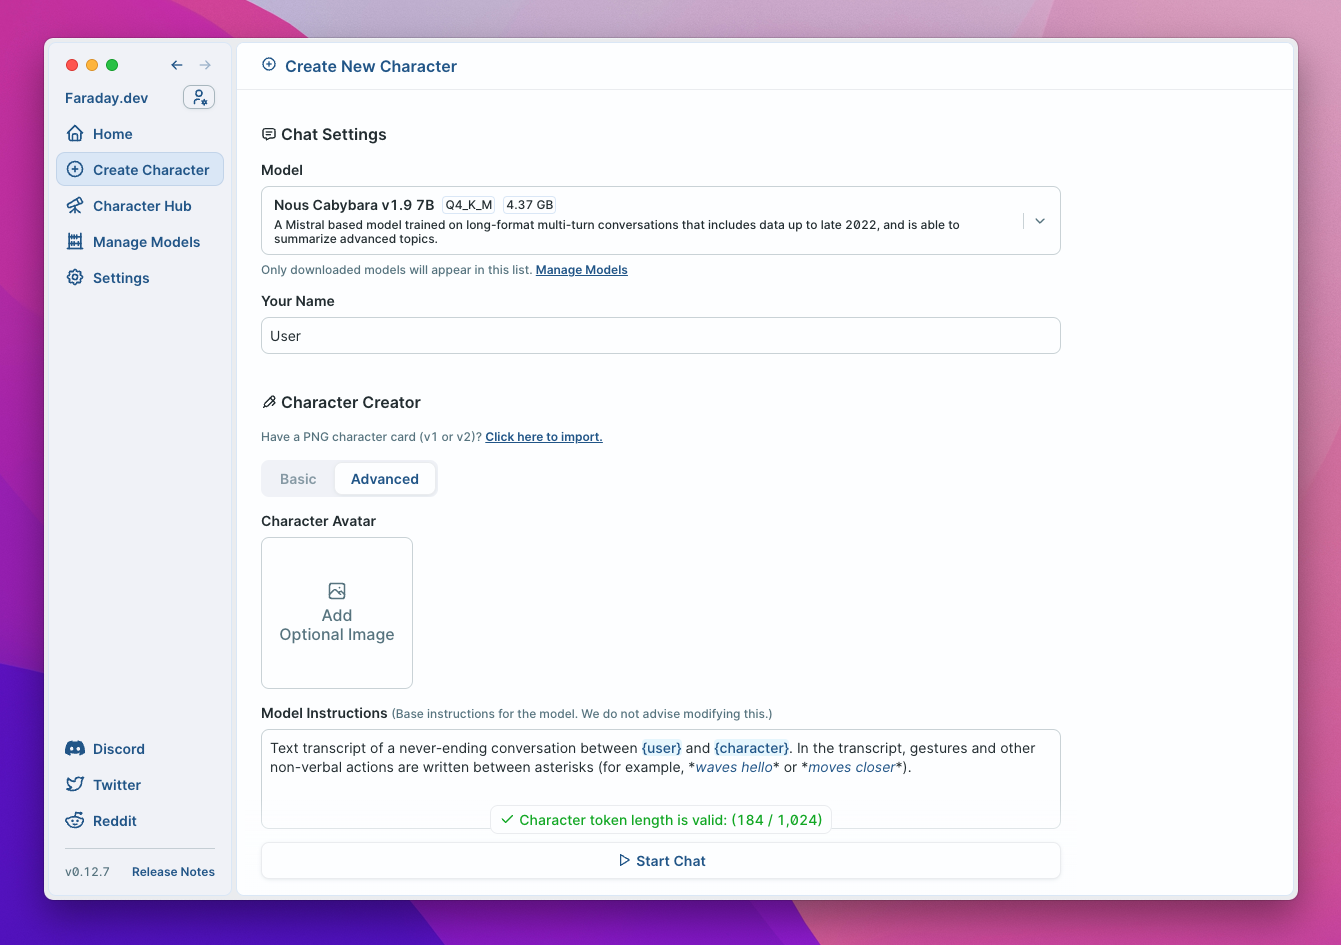 Faraday.dev
Home
Create Character
Character Hub
Manage Models
Settings
Discord
Twitter
Reddit
v0.12.7 Release Notes
Create New Character
Chat Settings
Model
Nous Cabybara v1.9 7B Q4_K_M 4.37 GB
A Mistral based model trained on long-format multi-turn conversations that includes data up to late 2022, and is able to
summarize advanced topics.
Only downloaded models will appear in this list. Manage Models
Your Name
User
Character Creator
Have a PNG character card (v1 or v2)? Click here to import.
Basic Advanced
Character Avatar
Add
Optional Image
Model Instructions (Base instructions for the model. We do not advise modifying this.)
Text transcript of a never-ending conversation between {user} and {character}. In the transcript, gestures and other
non-verbal actions are written between asterisks (for example, *waves hello* or *moves closer*).
Character token length is valid: (184 / 1,024)
Start Chat